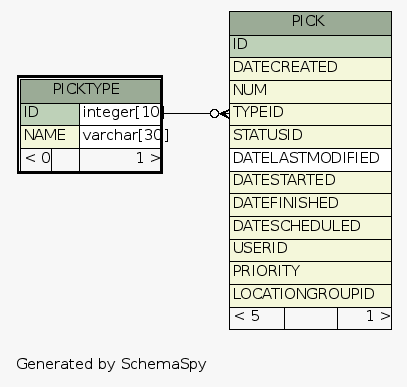 PICKTYPE
ID integer[10]
NAME varchar[30]
< 0 1 >
PICK
ID
DATECREATED
NUM
TYPEID
STATUSID
DATELASTMODIFIED
DATESTARTED
DATEFINISHED
DATESCHEDULED
USERID
PRIORITY
LOCATIONGROUPID
< 5 1 >
Generated by SchemaSpy